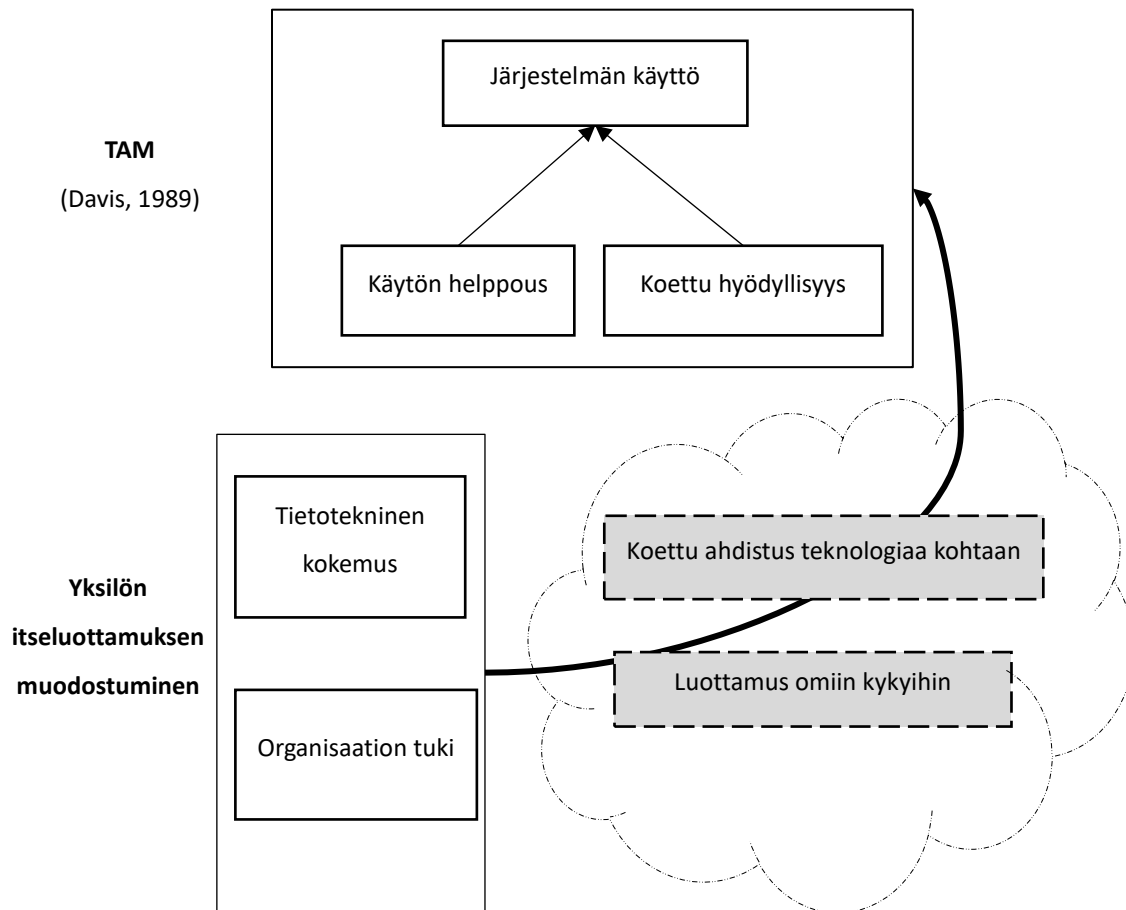 Järjestelmän käyttö
TAM
(Davis, 1989)
Käytön helppous
Koettu hyödyllisyys
Tietotekninen
kokemus
Koettu ahdistus teknologiaa kohtaan
Yksilön
itseluottamuksen
muodostuminen
Luottamus omiin kykyihin
Organisaation tuki